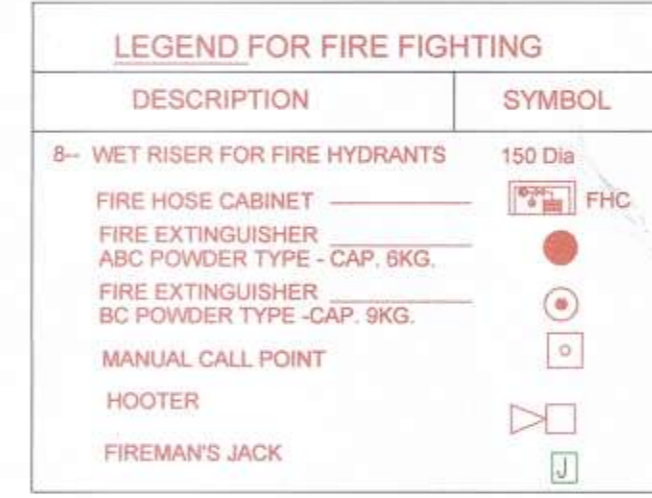 LEGEND FOR FIRE FIGHTING
DESCRIPTION SYMBOL
8-- WET RISER FOR FIRE HYDRANTS 150 Dia
FIRE HOSE CABINET FHC
FIRE EXTINGUISHER
ABC POWDER TYPE - CAP. 6KG.
FIRE EXTINGUISHER
BC POWDER TYPE -CAP. 9KG.
MANUAL CALL POINT
HOOTER
FIREMAN'S JACK
J